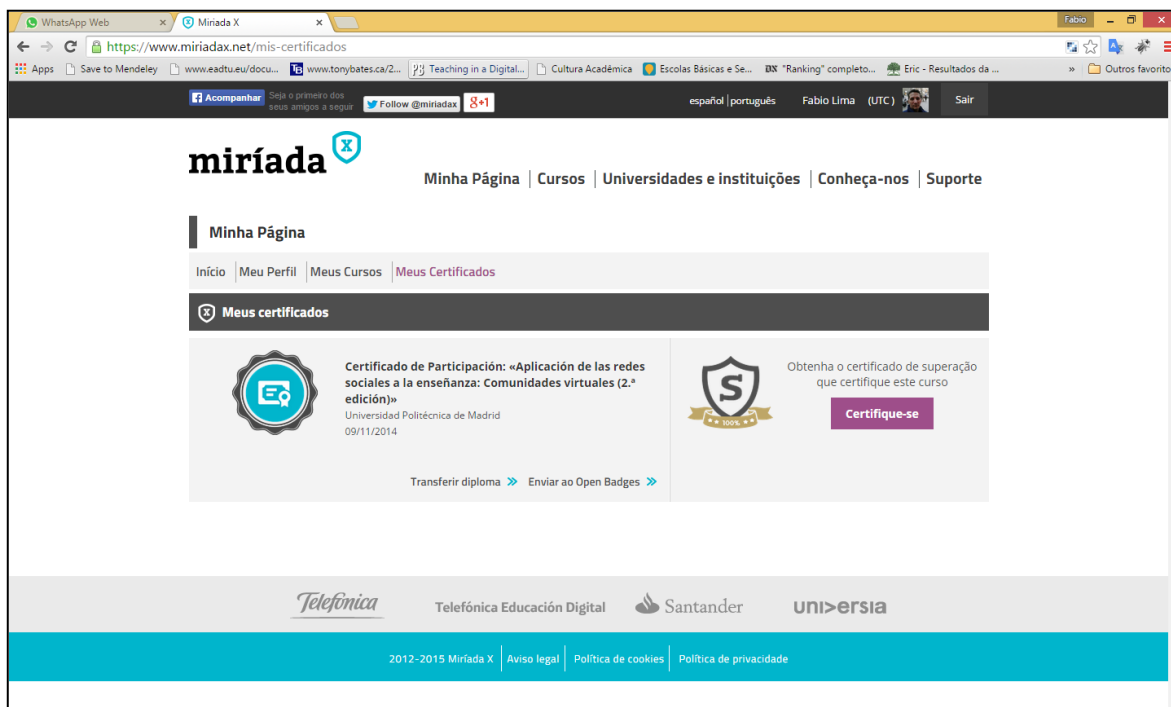 WhatsApp Web × Miriada X × Fabio
https://www.miriadax.net/mis-certificados
Apps Save to Mendeley www.eadtu.eu/docu... TB www.tonybates.ca/2... Teaching in a Digital... Cultura Académica Escolas Básicas e Se... "Ranking" completo... Eric - Resultados da ... » Outros favorito
Acompanhar Seja o primeiro dos
seus amigos a seguir
Follow @miriadax g+1 español | português Fabio Lima (UTC) Sair
miríada X
Minha Página | Cursos | Universidades e instituições | Conheça-nos | Suporte
Minha Página
Início | Meu Perfil | Meus Cursos | Meus Certificados
X Meus certificados
Certificado de Participación: «Aplicación de las redes
sociales a la enseñanza: Comunidades virtuales (2.ª
edición)»
Universidad Politécnica de Madrid
09/11/2014
Transferir diploma » Enviar ao Open Badges »
S
100%
Obtenha o certificado de superação
que certifique este curso
Certifique-se
Telefónica Telefónica Educación Digital Santander uni>ersia
2012-2015 Miríada X | Aviso legal | Política de cookies | Política de privacidade